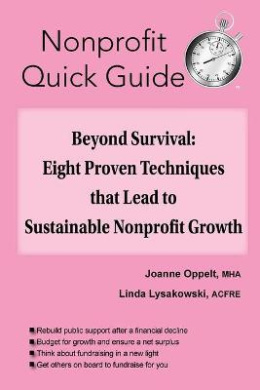 Nonprofit
Quick Guide
Beyond Survival:
Eight Proven Techniques
that Lead to
Sustainable Nonprofit Growth
Joanne Oppelt, MHA
Linda Lysakowski, ACFRE
Rebuild public support after a financial decline
Budget for growth and ensure a net surplus
Think about fundraising in a new light
Get others on board to fundraise for you